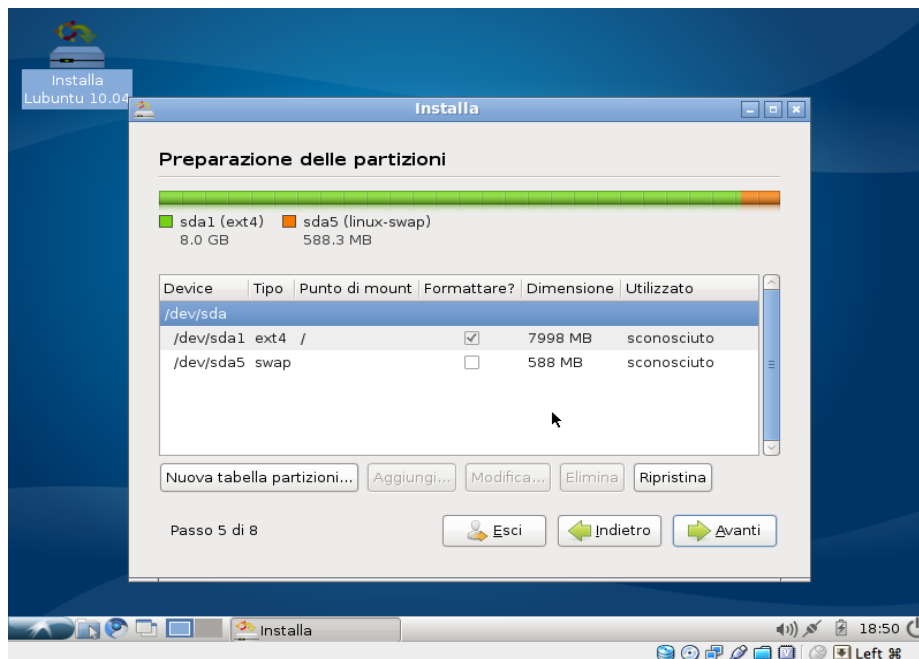 Installa
Lubuntu 10.04
Installa
Preparazione delle partizioni
sda1 (ext4) sda5 (linux-swap)
8.0 GB 588.3 MB
Device Tipo Punto di mount Formattare? Dimensione Utilizzato
/dev/sda
/dev/sda1 ext4 / 7998 MB sconosciuto
/dev/sda5 swap 588 MB sconosciuto
Nuova tabella partizioni... Aggiungi... Modifica... Elimina Ripristina
Passo 5 di 8 Esci Indietro Avanti
Installa 18:50
Left ⌘